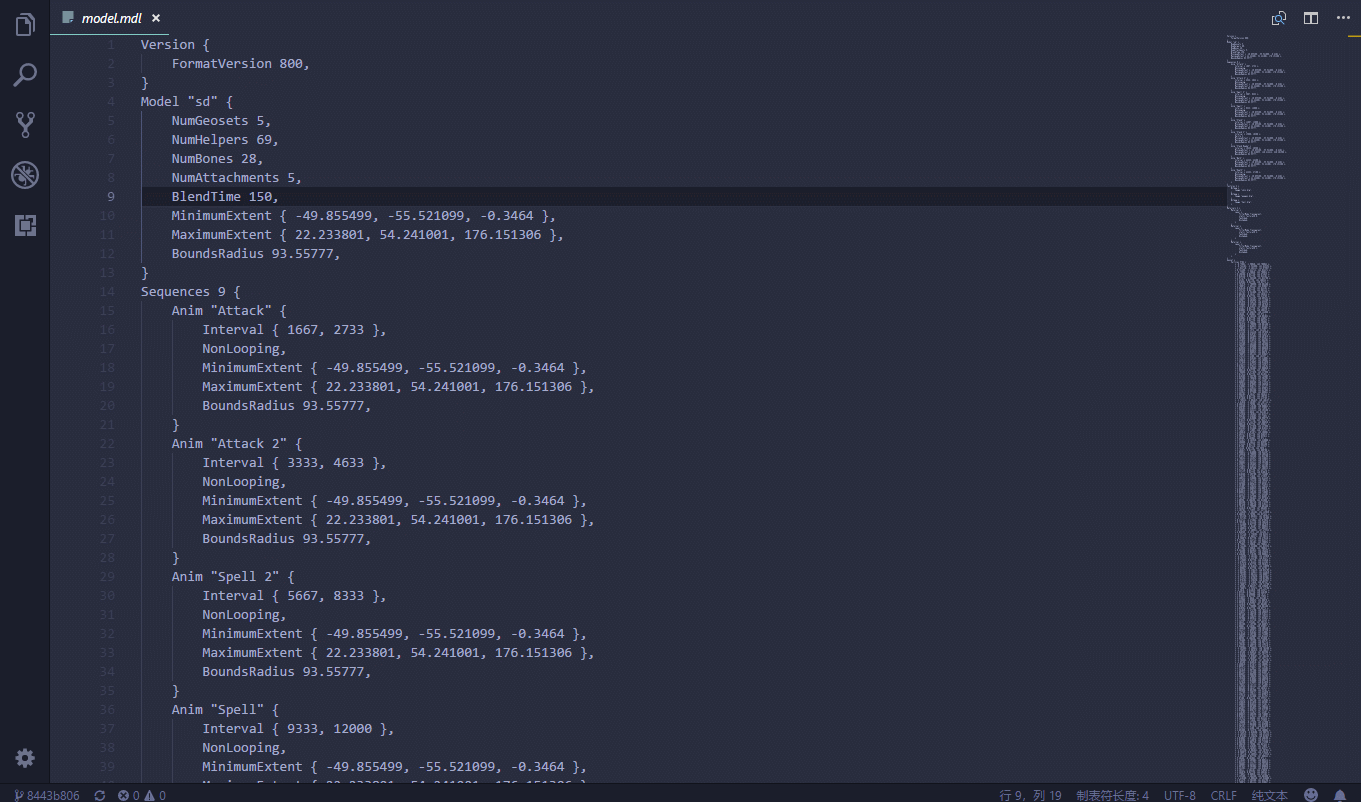 model.mdl
1 Version {
2 FormatVersion 800,
3 }
4 Model "sd" {
5 NumGeosets 5,
6 NumHelpers 69,
7 NumBones 28,
8 NumAttachments 5,
9 BlendTime 150,
10 MinimumExtent { -49.855499, -55.521099, -0.3464 },
11 MaximumExtent { 22.233801, 54.241001, 176.151306 },
12 BoundsRadius 93.55777,
13 }
14 Sequences 9 {
15 Anim "Attack" {
16 Interval { 1667, 2733 },
17 NonLooping,
18 MinimumExtent { -49.855499, -55.521099, -0.3464 },
19 MaximumExtent { 22.233801, 54.241001, 176.151306 },
20 BoundsRadius 93.55777,
21 }
22 Anim "Attack 2" {
23 Interval { 3333, 4633 },
24 NonLooping,
25 MinimumExtent { -49.855499, -55.521099, -0.3464 },
26 MaximumExtent { 22.233801, 54.241001, 176.151306 },
27 BoundsRadius 93.55777,
28 }
29 Anim "Spell 2" {
30 Interval { 5667, 8333 },
31 NonLooping,
32 MinimumExtent { -49.855499, -55.521099, -0.3464 },
33 MaximumExtent { 22.233801, 54.241001, 176.151306 },
34 BoundsRadius 93.55777,
35 }
36 Anim "Spell" {
37 Interval { 9333, 12000 },
38 NonLooping,
39 MinimumExtent { -49.855499, -55.521099, -0.3464 },
8443b806 0 0 行 9，列 19 制表符长度: 4 UTF-8 CRLF 纯文本